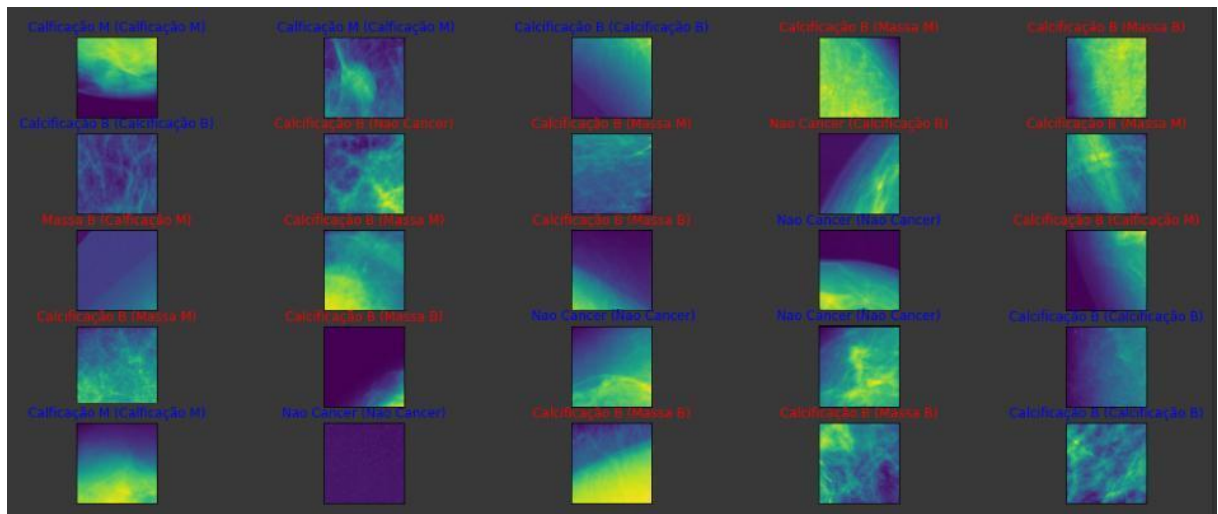 Calficação M (Calficação M)
Calficação M (Calficação M)
Calcificação B (Calcificação B)
Calcificação B (Massa M)
Calcificação B (Massa B)
Calcificação B (Calcificação B)
Calcificação B (Nao Cancer)
Calcificação B (Massa M)
Nao Cancer (Calcificação B)
Calcificação B (Massa M)
Massa B (Calficação M)
Calcificação B (Massa M)
Calcificação B (Massa B)
Nao Cancer (Nao Cancer)
Calcificação B (Calficação M)
Calcificação B (Massa M)
Calcificação B (Massa B)
Nao Cancer (Nao Cancer)
Nao Cancer (Nao Cancer)
Calcificação B (Calcificação B)
Calficação M (Calficação M)
Nao Cancer (Nao Cancer)
Calcificação B (Massa B)
Calcificação B (Massa B)
Calcificação B (Calcificação B)